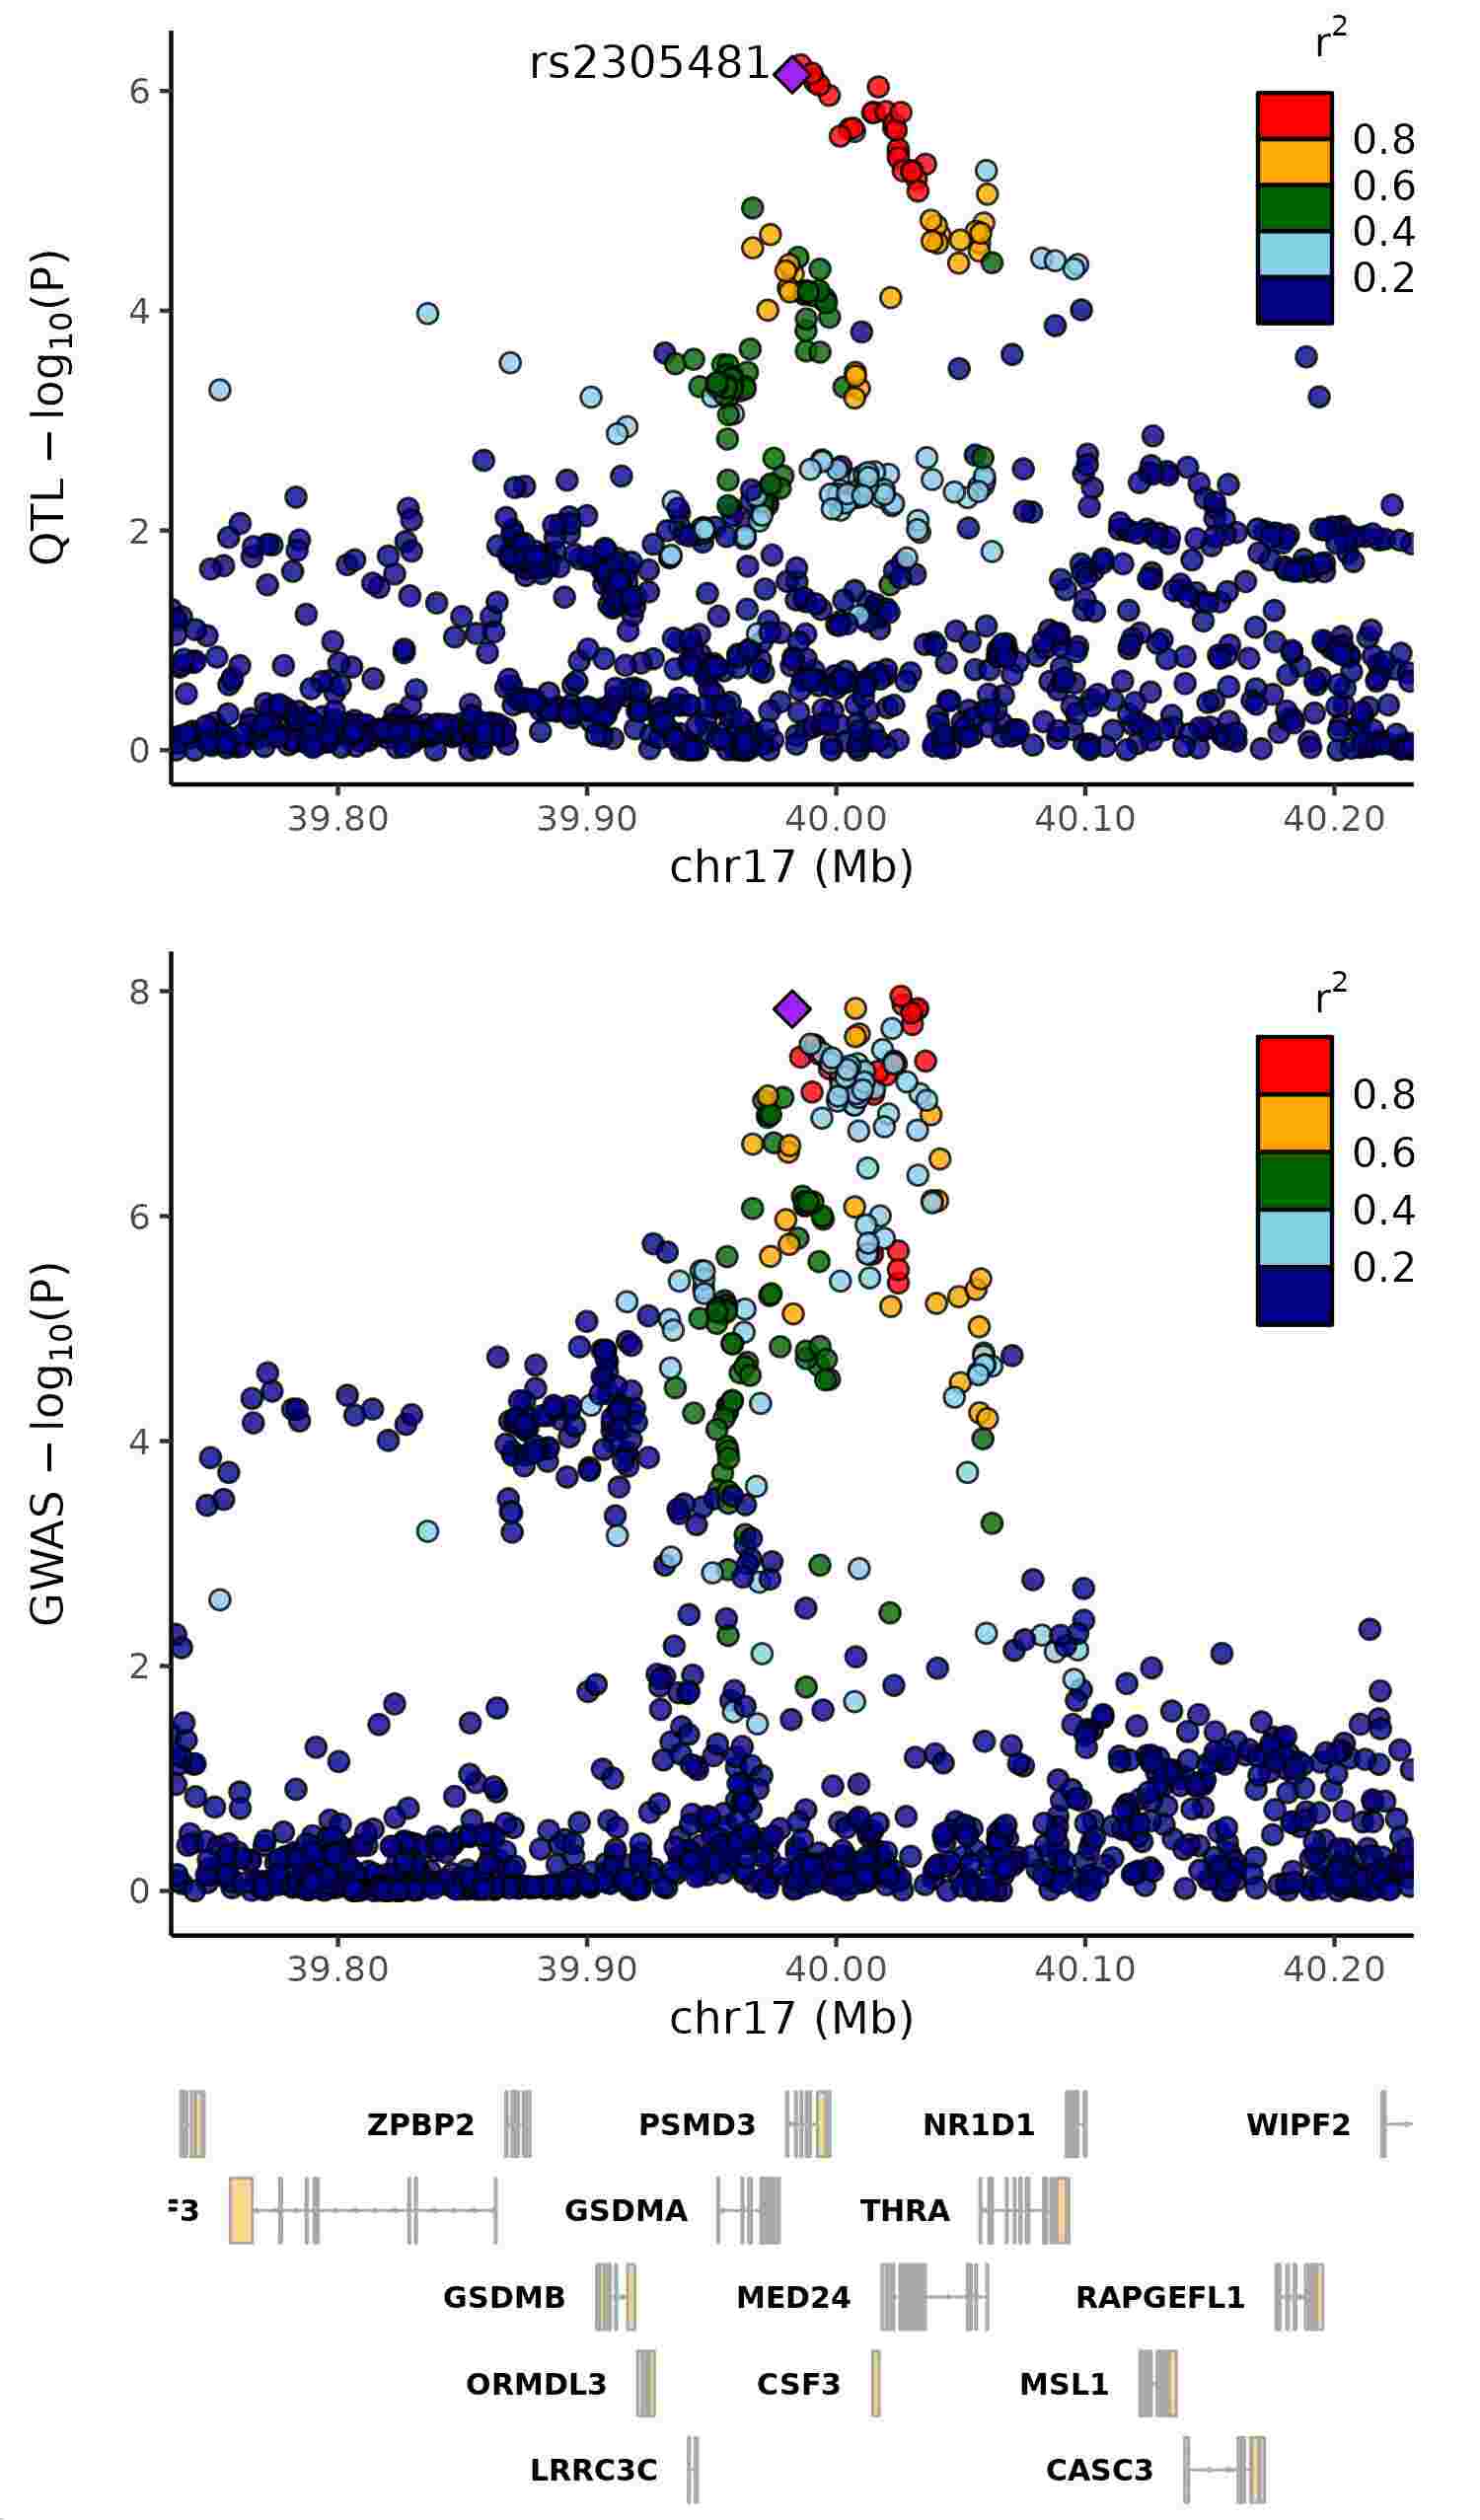 r²
rs2305481
6
4
2
0
QTL −log₁₀(P)
0.8
0.6
0.4
0.2
39.80 39.90 40.00 40.10 40.20
chr17 (Mb)
r²
8
6
4
2
0
GWAS −log₁₀(P)
0.8
0.6
0.4
0.2
39.80 39.90 40.00 40.10 40.20
chr17 (Mb)
ZPBP2 PSMD3 NR1D1 WIPF2
F3 GSDMA THRA
GSDMB MED24 RAPGEFL1
ORMDL3 CSF3 MSL1
LRRC3C CASC3